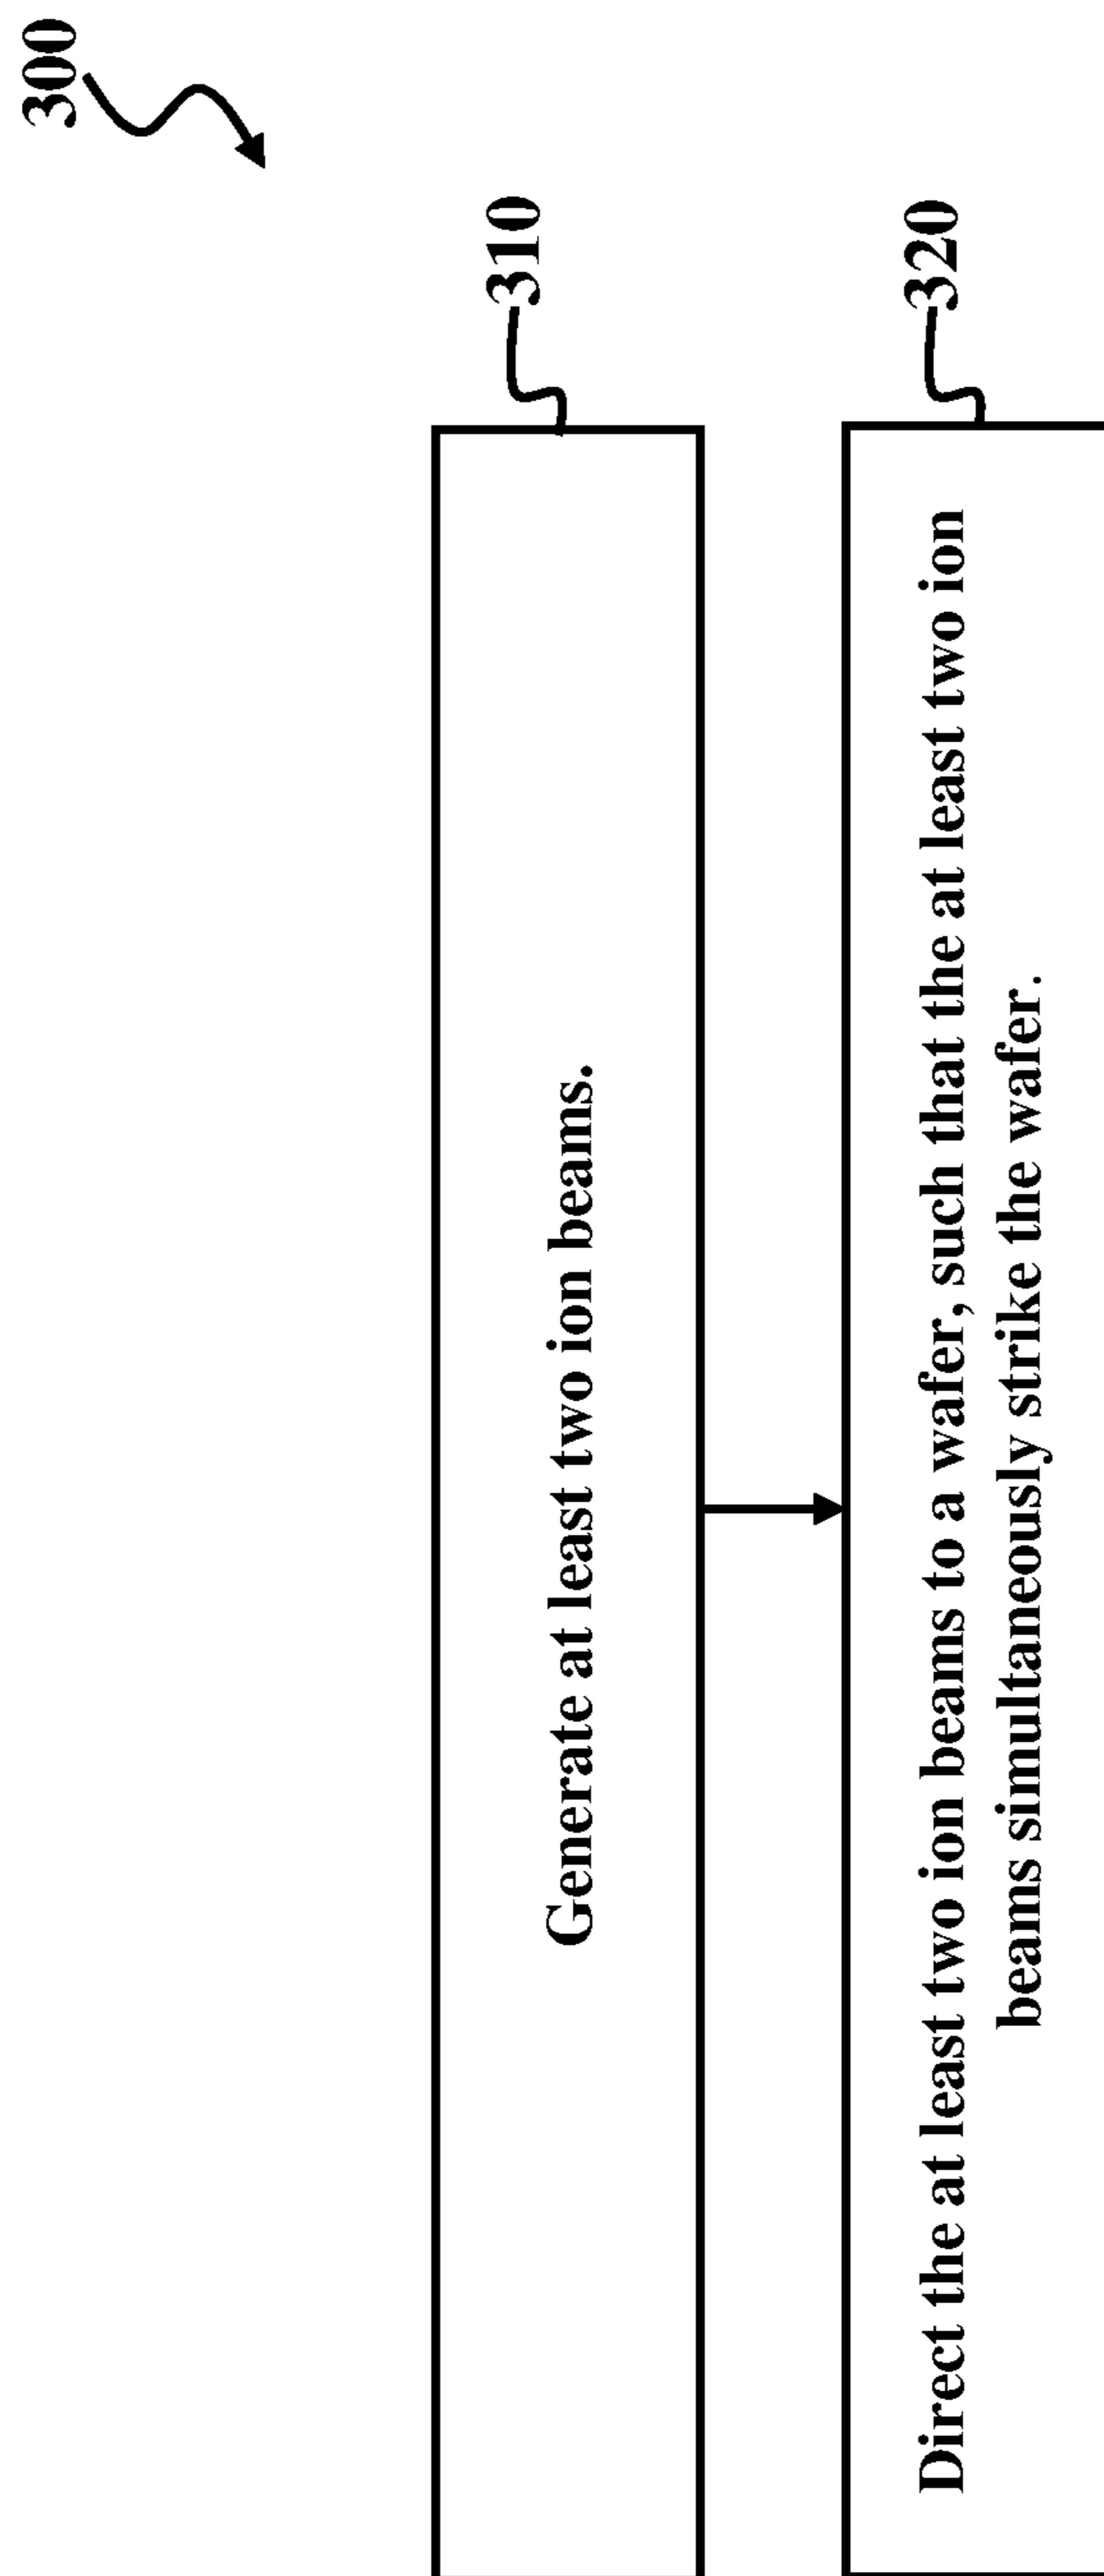 300
310
Generate at least two ion beams.
320
Direct the at least two ion beams to a wafer, such that the at least two ion
beams simultaneously strike the wafer.